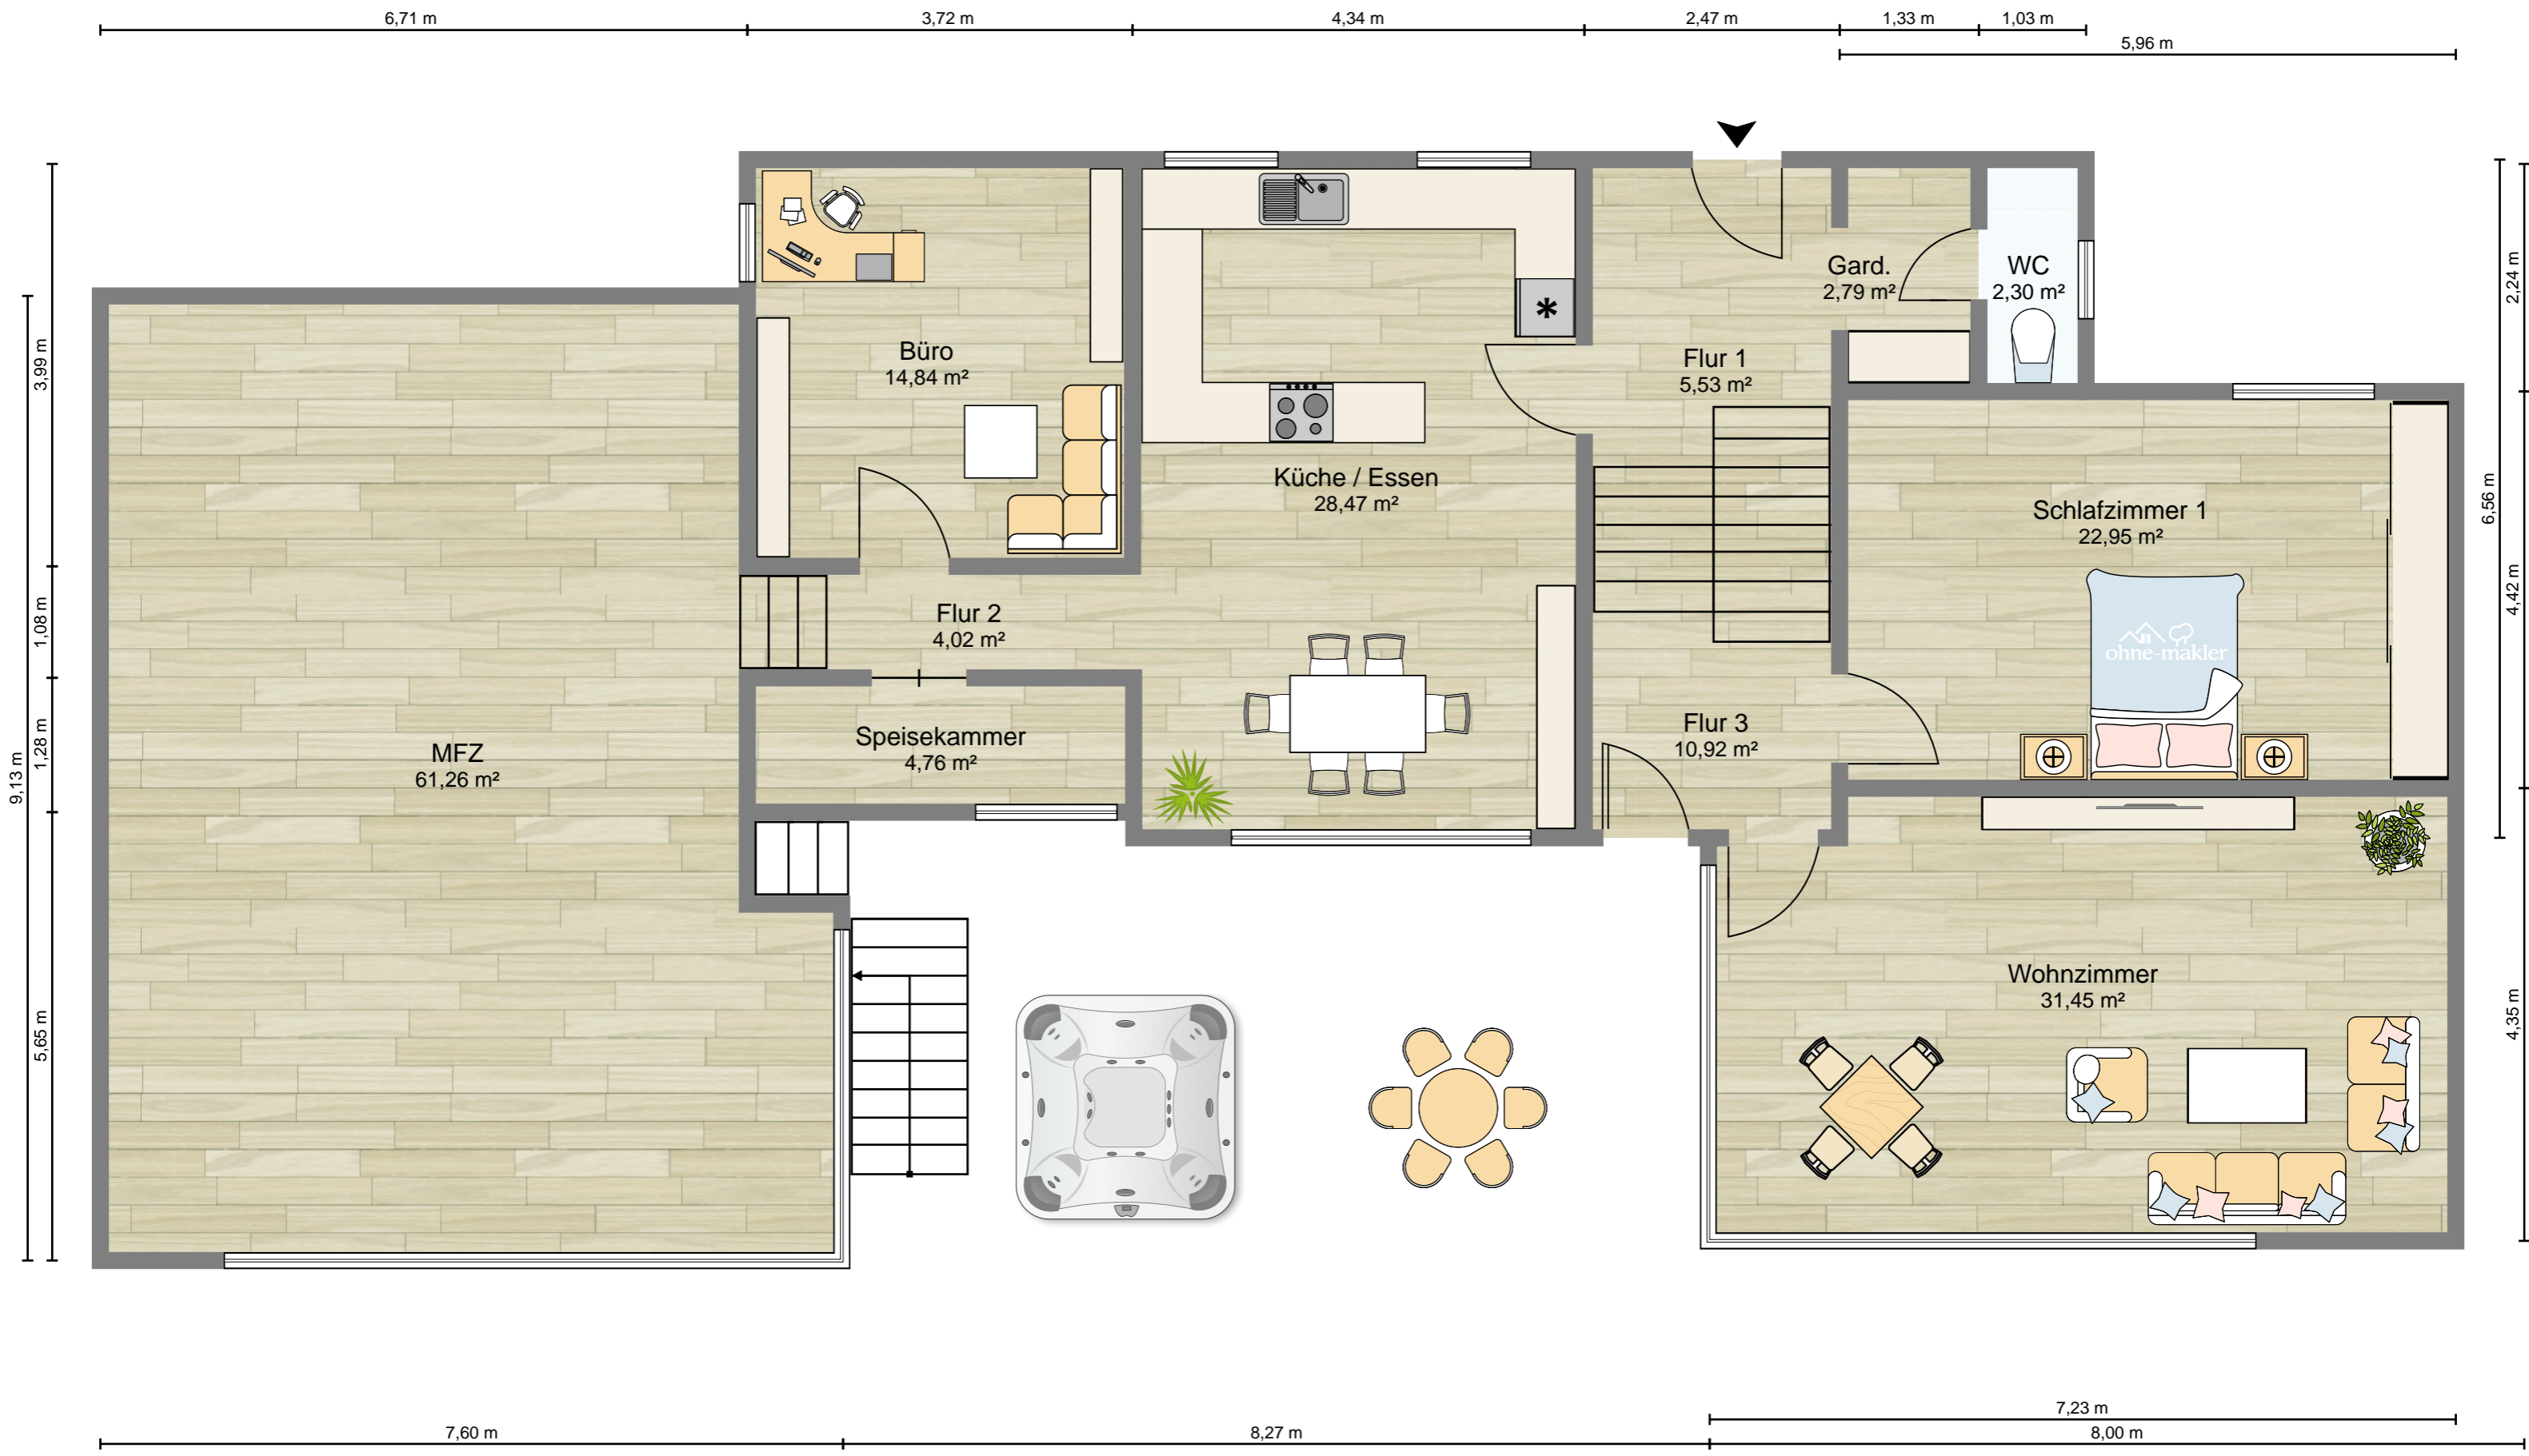 6,71 m
3,72 m
4,34 m
2,47 m
1,33 m
1,03 m
5,96 m
Büro
14,84 m²
Küche / Essen
28,47 m²
*
Flur 1
5,53 m²
Gard.
2,79 m²
WC
2,30 m²
Schlafzimmer 1
22,95 m²
ohne-makler
Flur 2
4,02 m²
Speisekammer
4,76 m²
MFZ
61,26 m²
Flur 3
10,92 m²
Wohnzimmer
31,45 m²
3,99 m
1,08 m
1,28 m
9,13 m
5,65 m
2,24 m
6,56 m
4,42 m
4,35 m
7,23 m
7,60 m
8,27 m
8,00 m